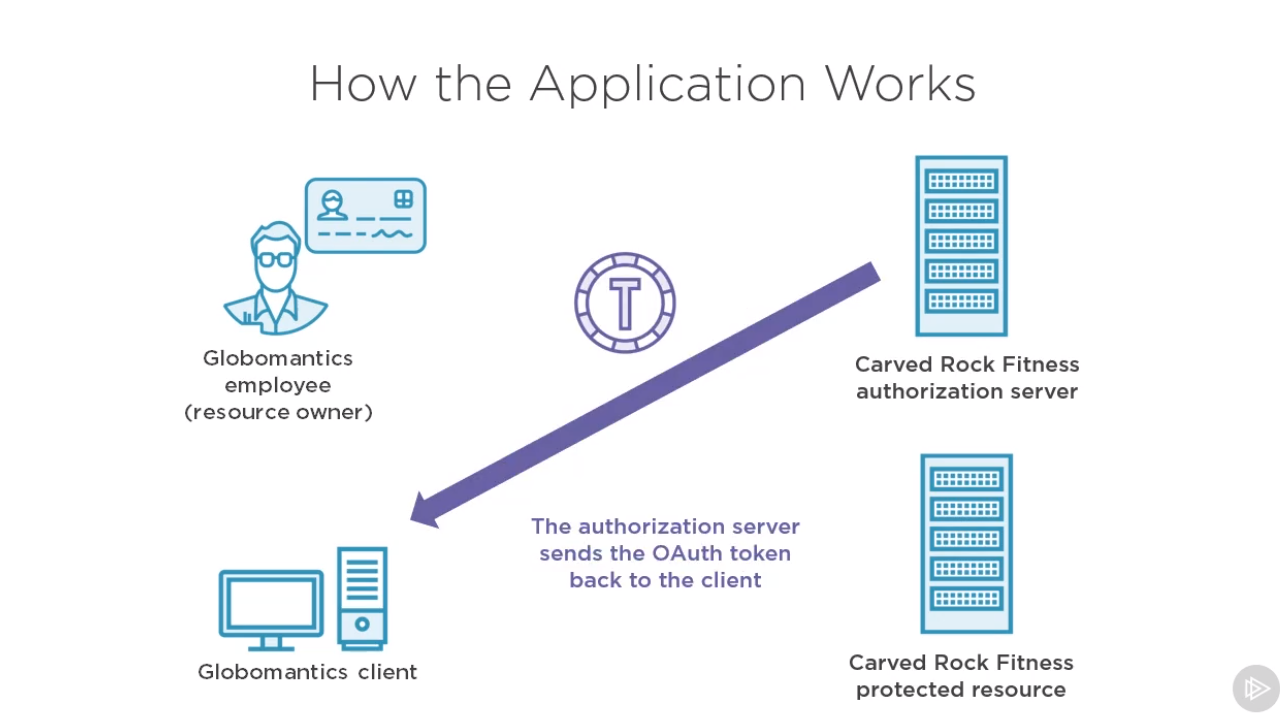 How the Application Works
T
Globomantics
employee
(resource owner)
Carved Rock Fitness
authorization server
The authorization server
sends the OAuth token
back to the client
Globomantics client
Carved Rock Fitness
protected resource